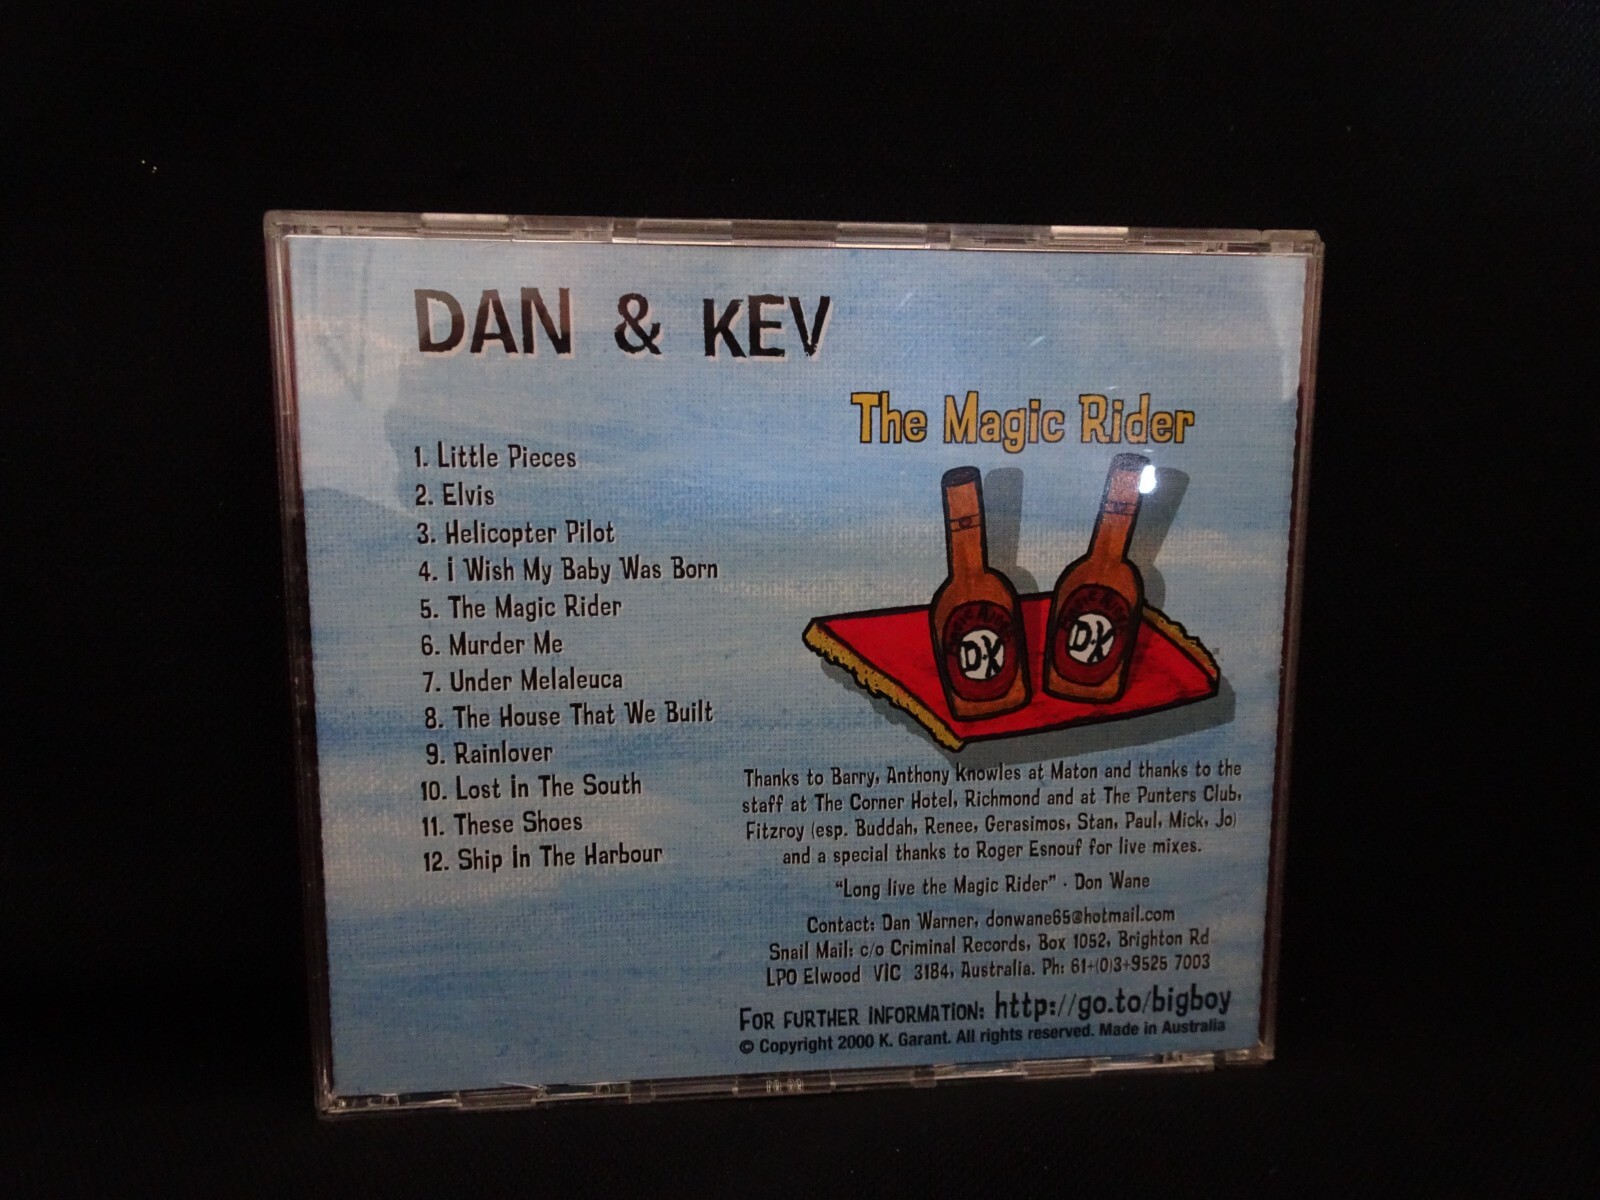 DAN & KEV
The Magic Rider
1. Little Pieces
2. Elvis
3. Helicopter Pilot
4. i Wish My Baby Was Born
5. The Magic Rider
6. Murder Me
7. Under Melaleuca
8. The House That We Built
9. Rainlover
10. Lost in The South
11. These Shoes
12. Ship in The Harbour
D·K
D·K
Thanks to Barry, Anthony Knowles at Maton and thanks to the
staff at The Corner Hotel, Richmond and at The Punters Club,
Fitzroy (esp. Buddah, Renee, Gerasimos, Stan, Paul, Mick, Jo)
and a special thanks to Roger Esnouf for live mixes.
“Long live the Magic Rider” · Don Wane
Contact: Dan Warner, donwane65@hotmail.com
Snail Mail: c/o Criminal Records, Box 1052, Brighton Rd
LPO Elwood VIC 3184, Australia. Ph: 61+(0)3+9525 7003
FOR FURTHER INFORMATION: http://go.to/bigboy
© Copyright 2000 K. Garant. All rights reserved. Made in Australia